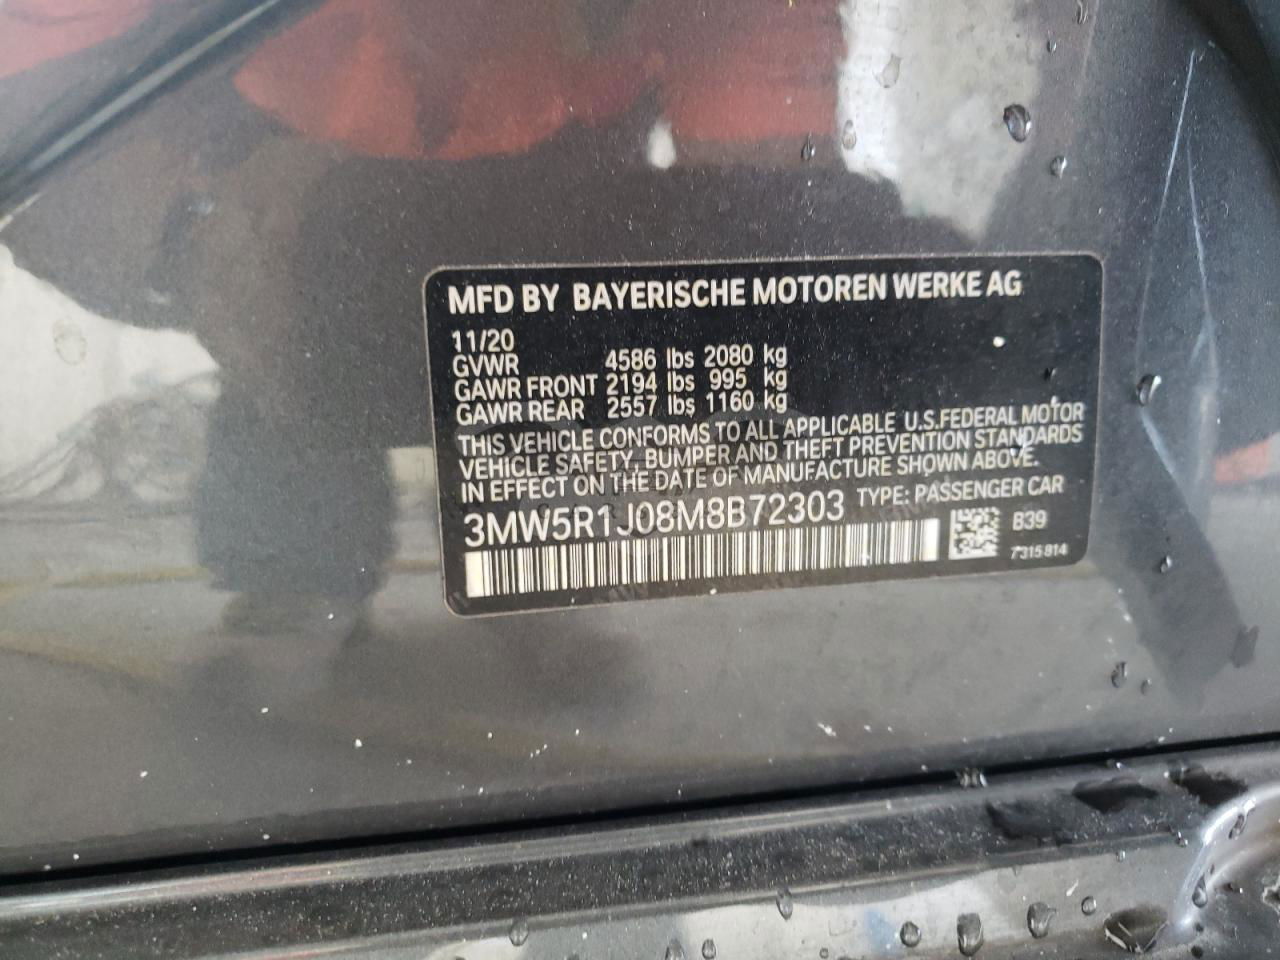 MFD BY BAYERISCHE MOTOREN WERKE AG
11/20
GVWR 4586 lbs 2080 kg
GAWR FRONT 2194 lbs 995 kg
GAWR REAR 2557 lbs 1160 kg
THIS VEHICLE CONFORMS TO ALL APPLICABLE U.S.FEDERAL MOTOR
VEHICLE SAFETY, BUMPER AND THEFT PREVENTION STANDARDS
IN EFFECT ON THE DATE OF MANUFACTURE SHOWN ABOVE.
3MW5R1J08M8B72303 TYPE: PASSENGER CAR
B39
7315814